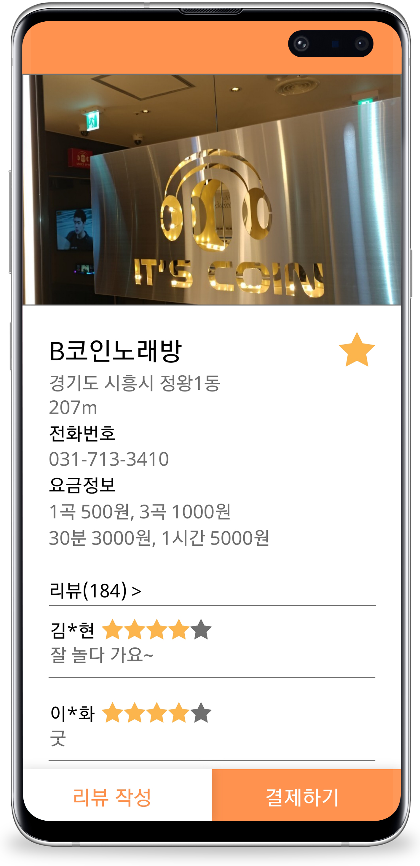 IT'S COIN
B코인노래방
경기도 시흥시 정왕1동
207m
전화번호
031-713-3410
요금정보
1곡 500원, 3곡 1000원
30분 3000원, 1시간 5000원
리뷰(184) >
김*현
잘 놀다 가요~
이*화
굿
리뷰 작성
결제하기